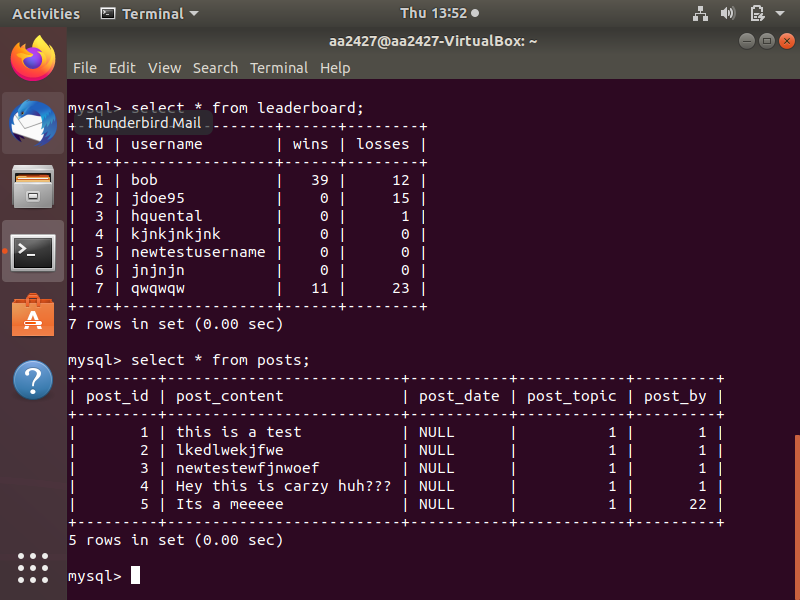 Activities Terminal Thu 13:52
aa2427@aa2427-VirtualBox: ~
File Edit View Search Terminal Help
mysql> select * from leaderboard;
Thunderbird Mail
+----+-----------------+------+--------+
| id | username        | wins | losses |
+----+-----------------+------+--------+
|  1 | bob             |   39 |     12 |
|  2 | jdoe95          |    0 |     15 |
|  3 | hquental        |    0 |      1 |
|  4 | kjnkjnkjnk      |    0 |      0 |
|  5 | newtestusername |    0 |      0 |
|  6 | jnjnjn          |    0 |      0 |
|  7 | qwqwqw          |   11 |     23 |
+----+-----------------+------+--------+
7 rows in set (0.00 sec)
mysql> select * from posts;
+---------+--------------------------+-----------+------------+---------+
| post_id | post_content             | post_date | post_topic | post_by |
+---------+--------------------------+-----------+------------+---------+
|       1 | this is a test           | NULL      |          1 |       1 |
|       2 | lkedlwekjfwe             | NULL      |          1 |       1 |
|       3 | newtestewfjnwoef         | NULL      |          1 |       1 |
|       4 | Hey this is carzy huh??? | NULL      |          1 |       1 |
|       5 | Its a meeeee             | NULL      |          1 |      22 |
+---------+--------------------------+-----------+------------+---------+
5 rows in set (0.00 sec)
mysql>